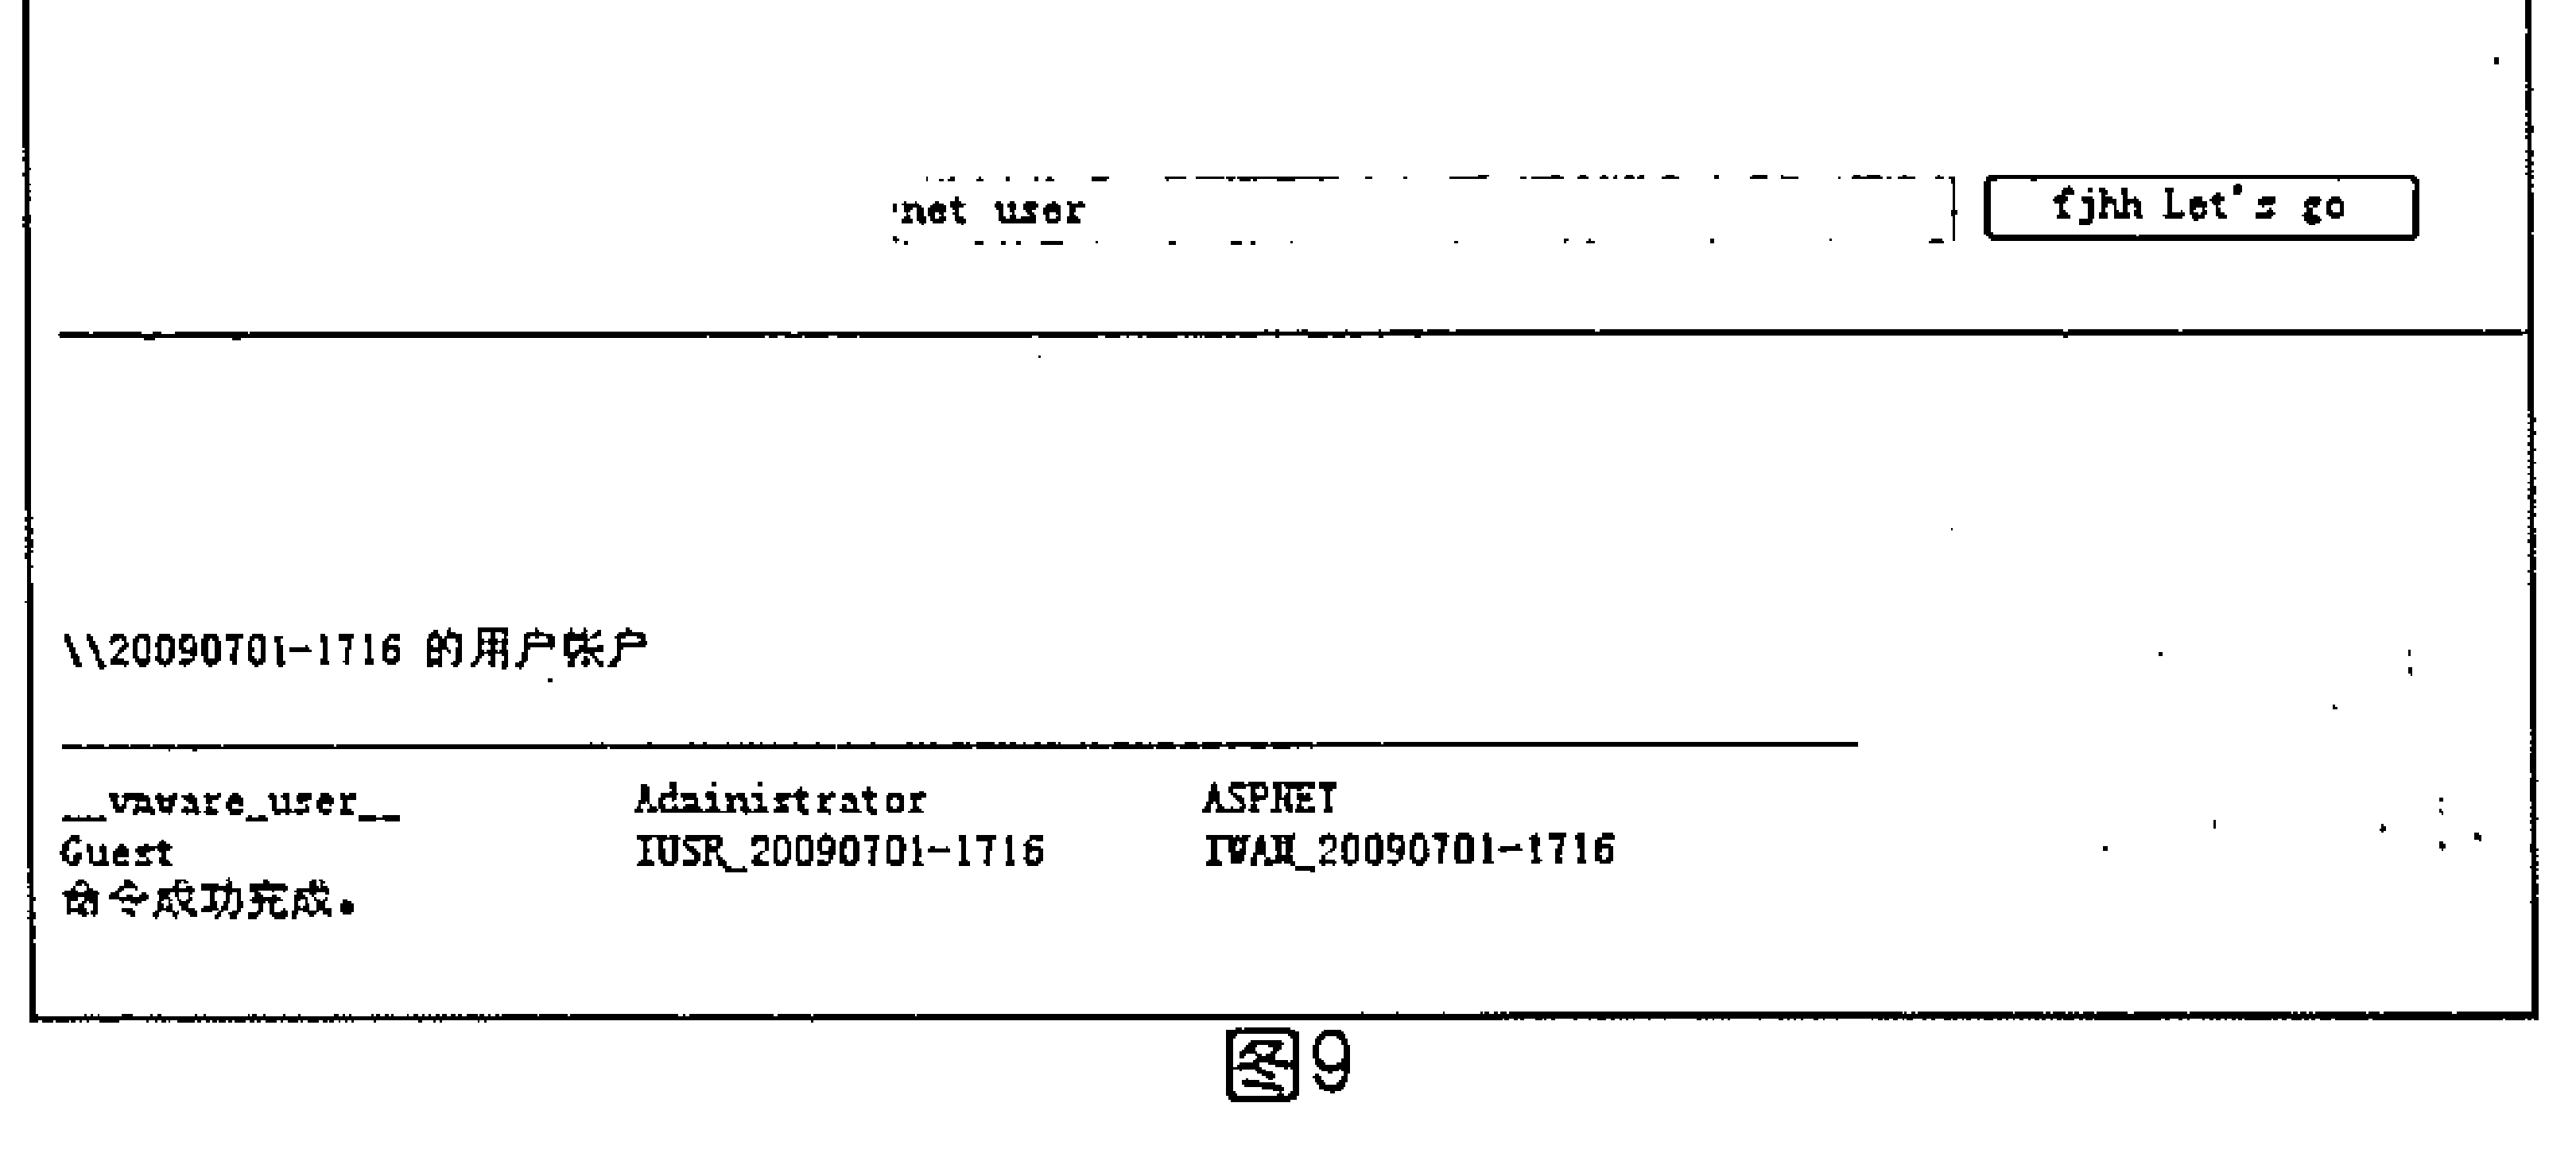 net user
fjhh Let's go
\\20090701-1716 的用户帐户
__vmware_user__ Administrator ASPNET
Guest IUSR_20090701-1716 IWAM_20090701-1716
命令成功完成。
图9